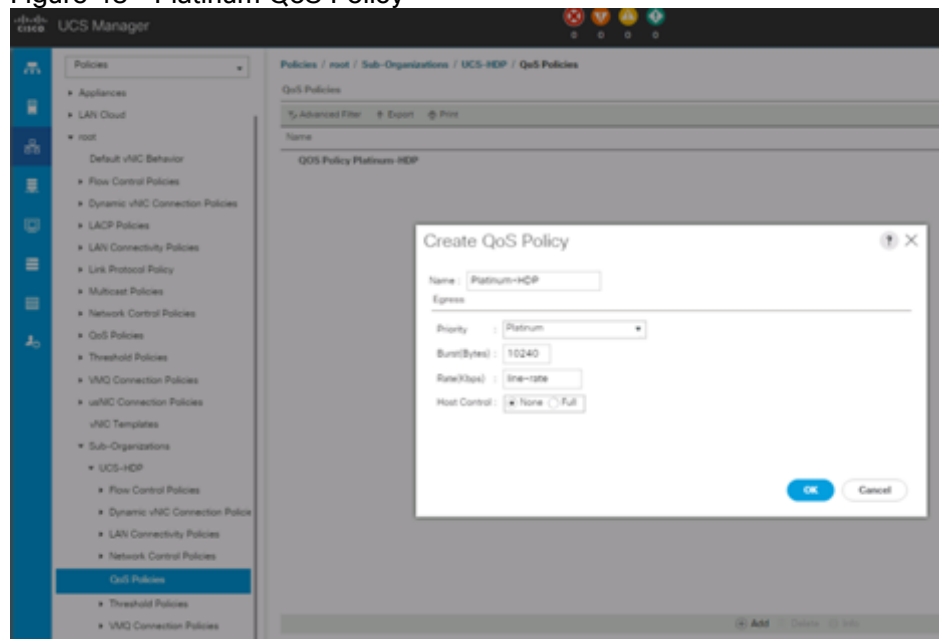 Figure 48 Platinum QoS Policy
cisco UCS Manager
0 0 0 0
Policies
Appliances
LAN Cloud
root
Default vNIC Behavior
Flow Control Policies
Dynamic vNIC Connection Policies
LACP Policies
LAN Connectivity Policies
Link Protocol Policy
Multicast Policies
Network Control Policies
QoS Policies
Threshold Policies
VMQ Connection Policies
usNIC Connection Policies
vNIC Templates
Sub-Organizations
UCS-HDP
Flow Control Policies
Dynamic vNIC Connection Policie
LAN Connectivity Policies
Network Control Policies
QoS Policies
Threshold Policies
VMQ Connection Policies
Policies / root / Sub-Organizations / UCS-HDP / QoS Policies
QoS Policies
Advanced Filter Export Print
Name
QOS Policy Platinum-HDP
Create QoS Policy ? ×
Name : Platinum-HDP
Egress
Priority : Platinum
Burst(Bytes) : 10240
Rate(Kbps) : line-rate
Host Control : None Full
OK Cancel
Add Delete Info